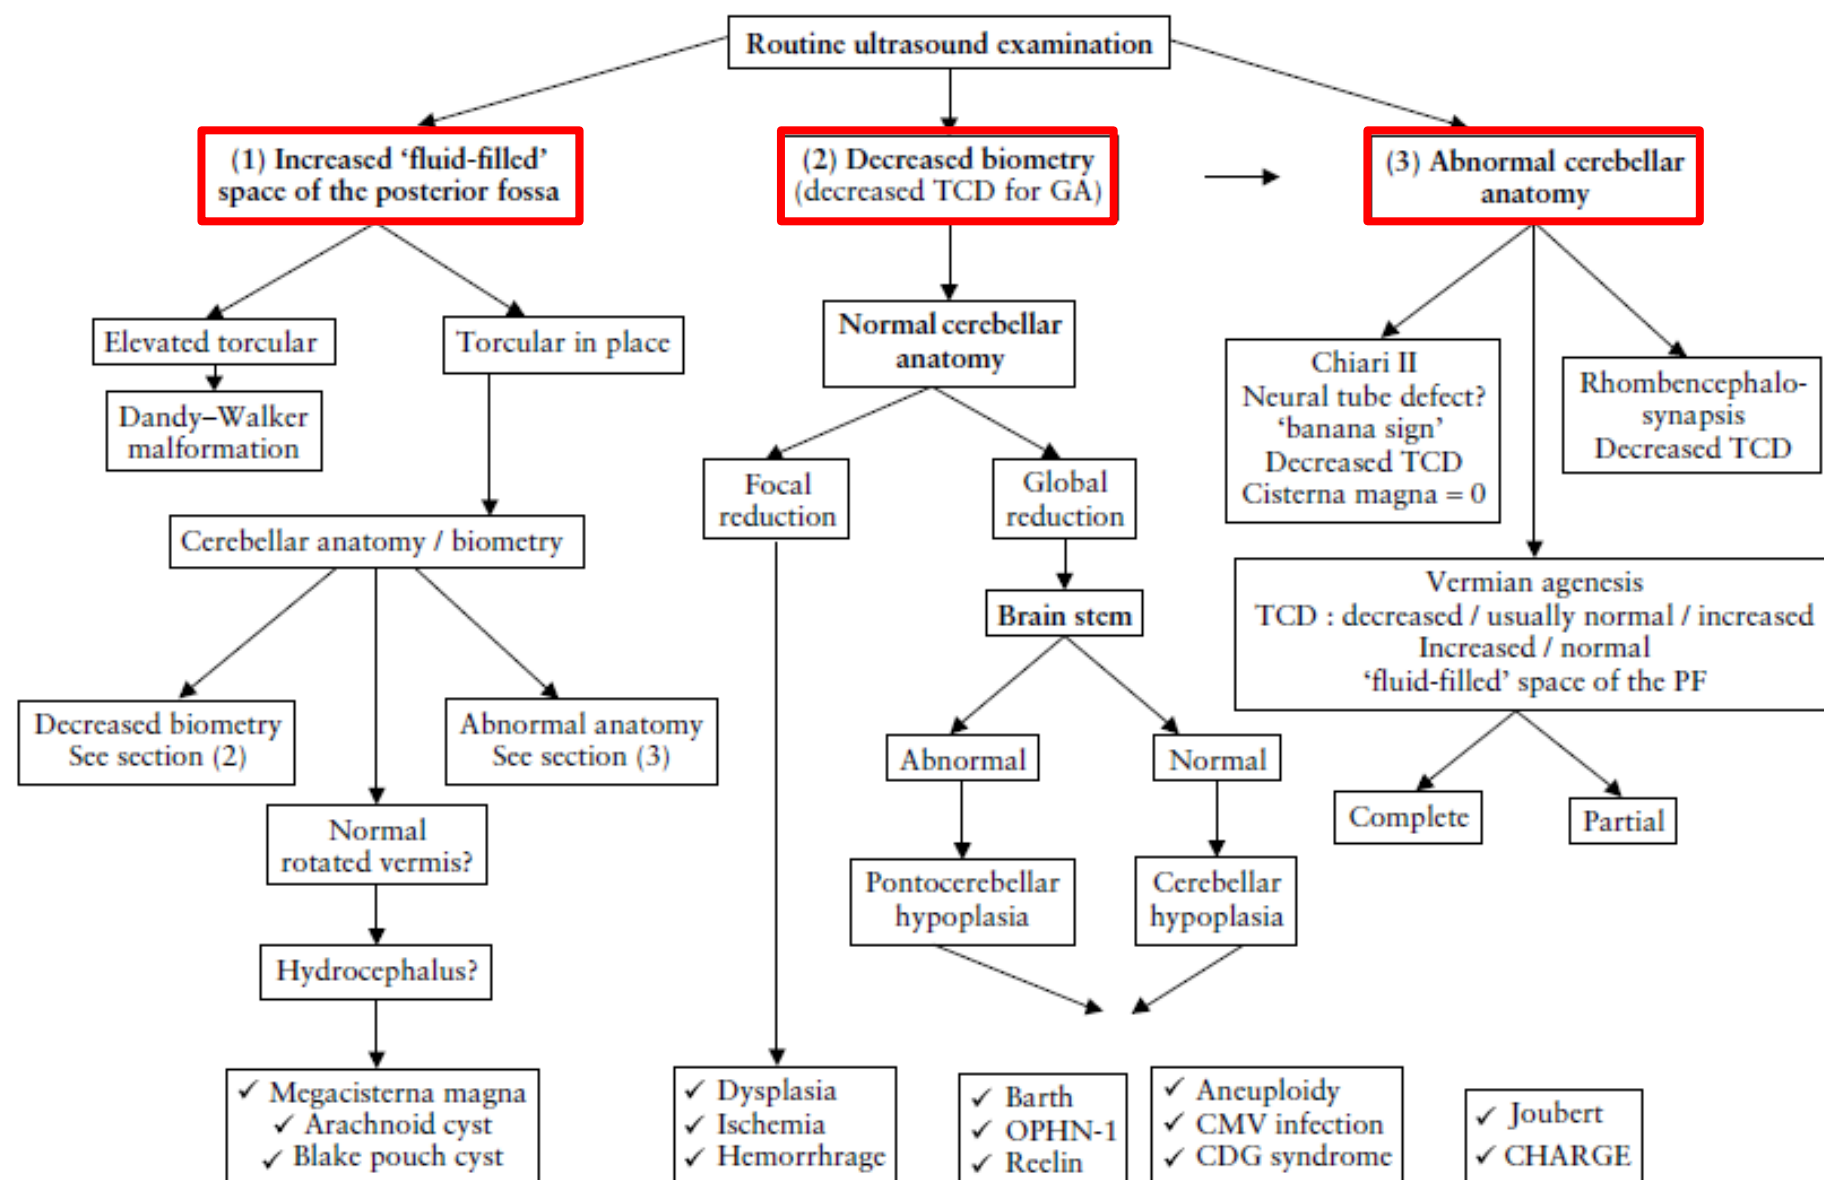 Routine ultrasound examination
(1) Increased ‘fluid-filled’
space of the posterior fossa
(2) Decreased biometry
(decreased TCD for GA)
(3) Abnormal cerebellar
anatomy
Elevated torcular
Torcular in place
Dandy–Walker
malformation
Cerebellar anatomy / biometry
Decreased biometry
See section (2)
Abnormal anatomy
See section (3)
Normal
rotated vermis?
Hydrocephalus?
✓ Megacisterna magna
✓ Arachnoid cyst
✓ Blake pouch cyst
Normal cerebellar
anatomy
Focal
reduction
Global
reduction
Brain stem
Abnormal
Normal
Pontocerebellar
hypoplasia
Cerebellar
hypoplasia
✓ Dysplasia
✓ Ischemia
✓ Hemorrhrage
✓ Barth
✓ OPHN-1
✓ Reelin
✓ Aneuploidy
✓ CMV infection
✓ CDG syndrome
Chiari II
Neural tube defect?
‘banana sign’
Decreased TCD
Cisterna magna = 0
Rhombencephalo-
synapsis
Decreased TCD
Vermian agenesis
TCD : decreased / usually normal / increased
Increased / normal
‘fluid-filled’ space of the PF
Complete
Partial
✓ Joubert
✓ CHARGE